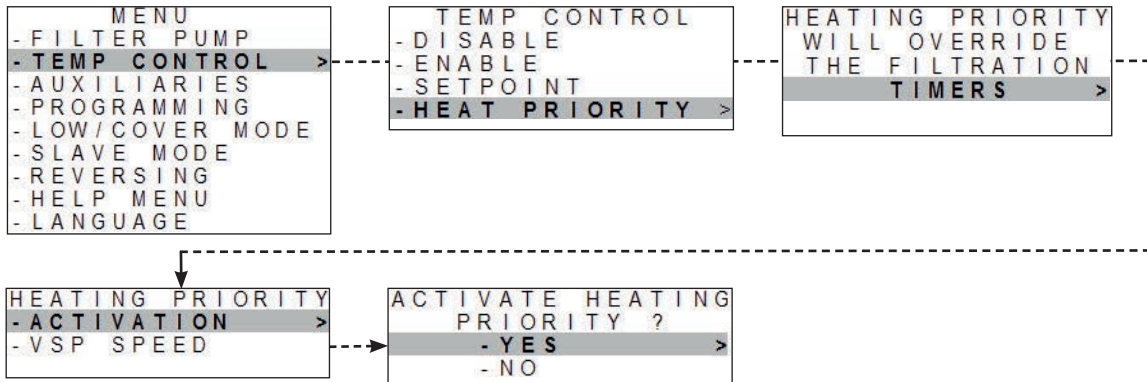 MENU
- FILTER PUMP
- TEMP CONTROL >
- AUXILIARIES
- PROGRAMMING
- LOW/COVER MODE
- SLAVE MODE
- REVERSING
- HELP MENU
- LANGUAGE
TEMP CONTROL
- DISABLE
- ENABLE
- SETPOINT
- HEAT PRIORITY >
HEATING PRIORITY
WILL OVERRIDE
THE FILTRATION
TIMERS >
HEATING PRIORITY
- ACTIVATION >
- VSP SPEED
ACTIVATE HEATING
PRIORITY ?
- YES >
- NO